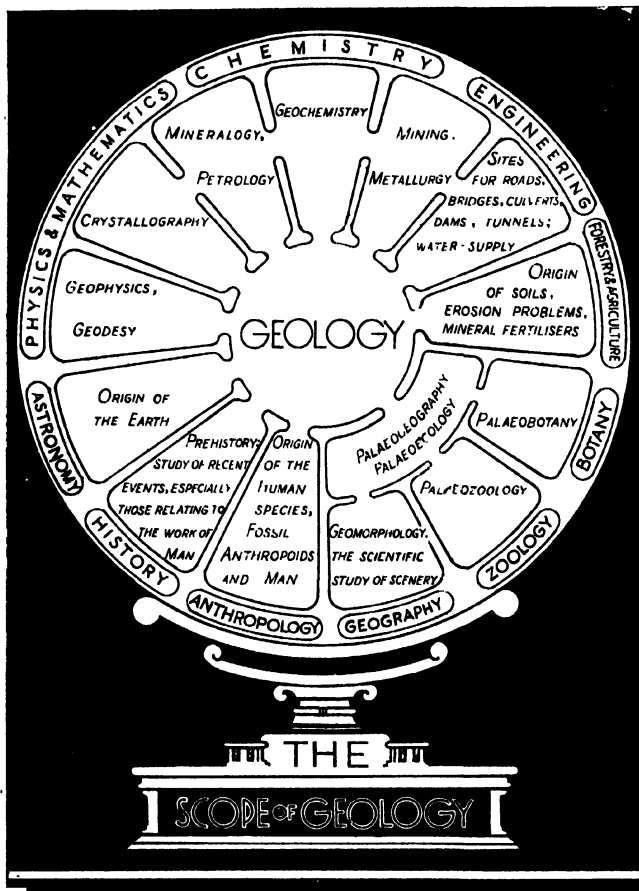 CHEMISTRY
PHYSICS & MATHEMATICS
ENGINEERING
FORESTRY & AGRICULTURE
BOTANY
ZOOLOGY
GEOGRAPHY
ANTHROPOLOGY
HISTORY
ASTRONOMY
GEOCHEMISTRY
MINERALOGY,
PETROLOGY
CRYSTALLOGRAPHY
GEOPHYSICS,
GEODESY
MINING.
METALLURGY
SITES
FOR ROADS,
BRIDGES, CULVERTS,
DAMS, TUNNELS;
WATER-SUPPLY
ORIGIN
OF SOILS,
EROSION PROBLEMS,
MINERAL FERTILISERS
GEOLOGY
PALAEOGEOGRAPHY
PALAEOECOLOGY
PALAEOBOTANY
PALAEOZOOLOGY
GEOMORPHOLOGY.
THE SCIENTIFIC
STUDY OF SCENERY
ORIGIN
OF THE
HUMAN
SPECIES,
FOSSIL
ANTHROPOIDS
AND MAN
PREHISTORY;
STUDY OF RECENT
EVENTS, ESPECIALLY
THOSE RELATING TO
THE WORK OF
MAN
ORIGIN OF
THE EARTH
THE
SCOPE OF GEOLOGY